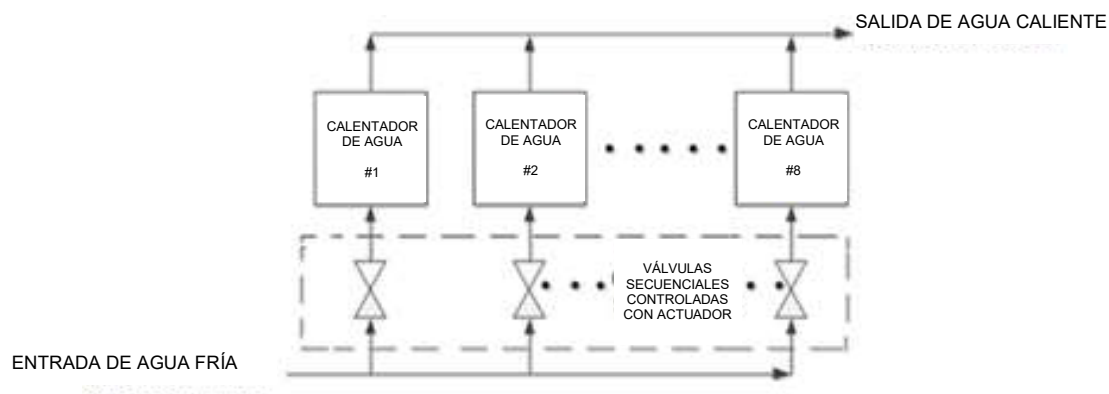 SALIDA DE AGUA CALIENTE
CALENTADOR
DE AGUA
#1
CALENTADOR
DE AGUA
#2
CALENTADOR
DE AGUA
#8
VÁLVULAS
SECUENCIALES
CONTROLADAS
CON ACTUADOR
ENTRADA DE AGUA FRÍA